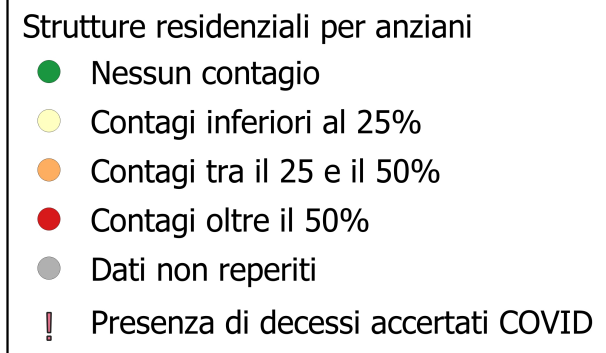 Strutture residenziali per anziani
Nessun contagio
Contagi inferiori al 25%
Contagi tra il 25 e il 50%
Contagi oltre il 50%
Dati non reperiti
! Presenza di decessi accertati COVID